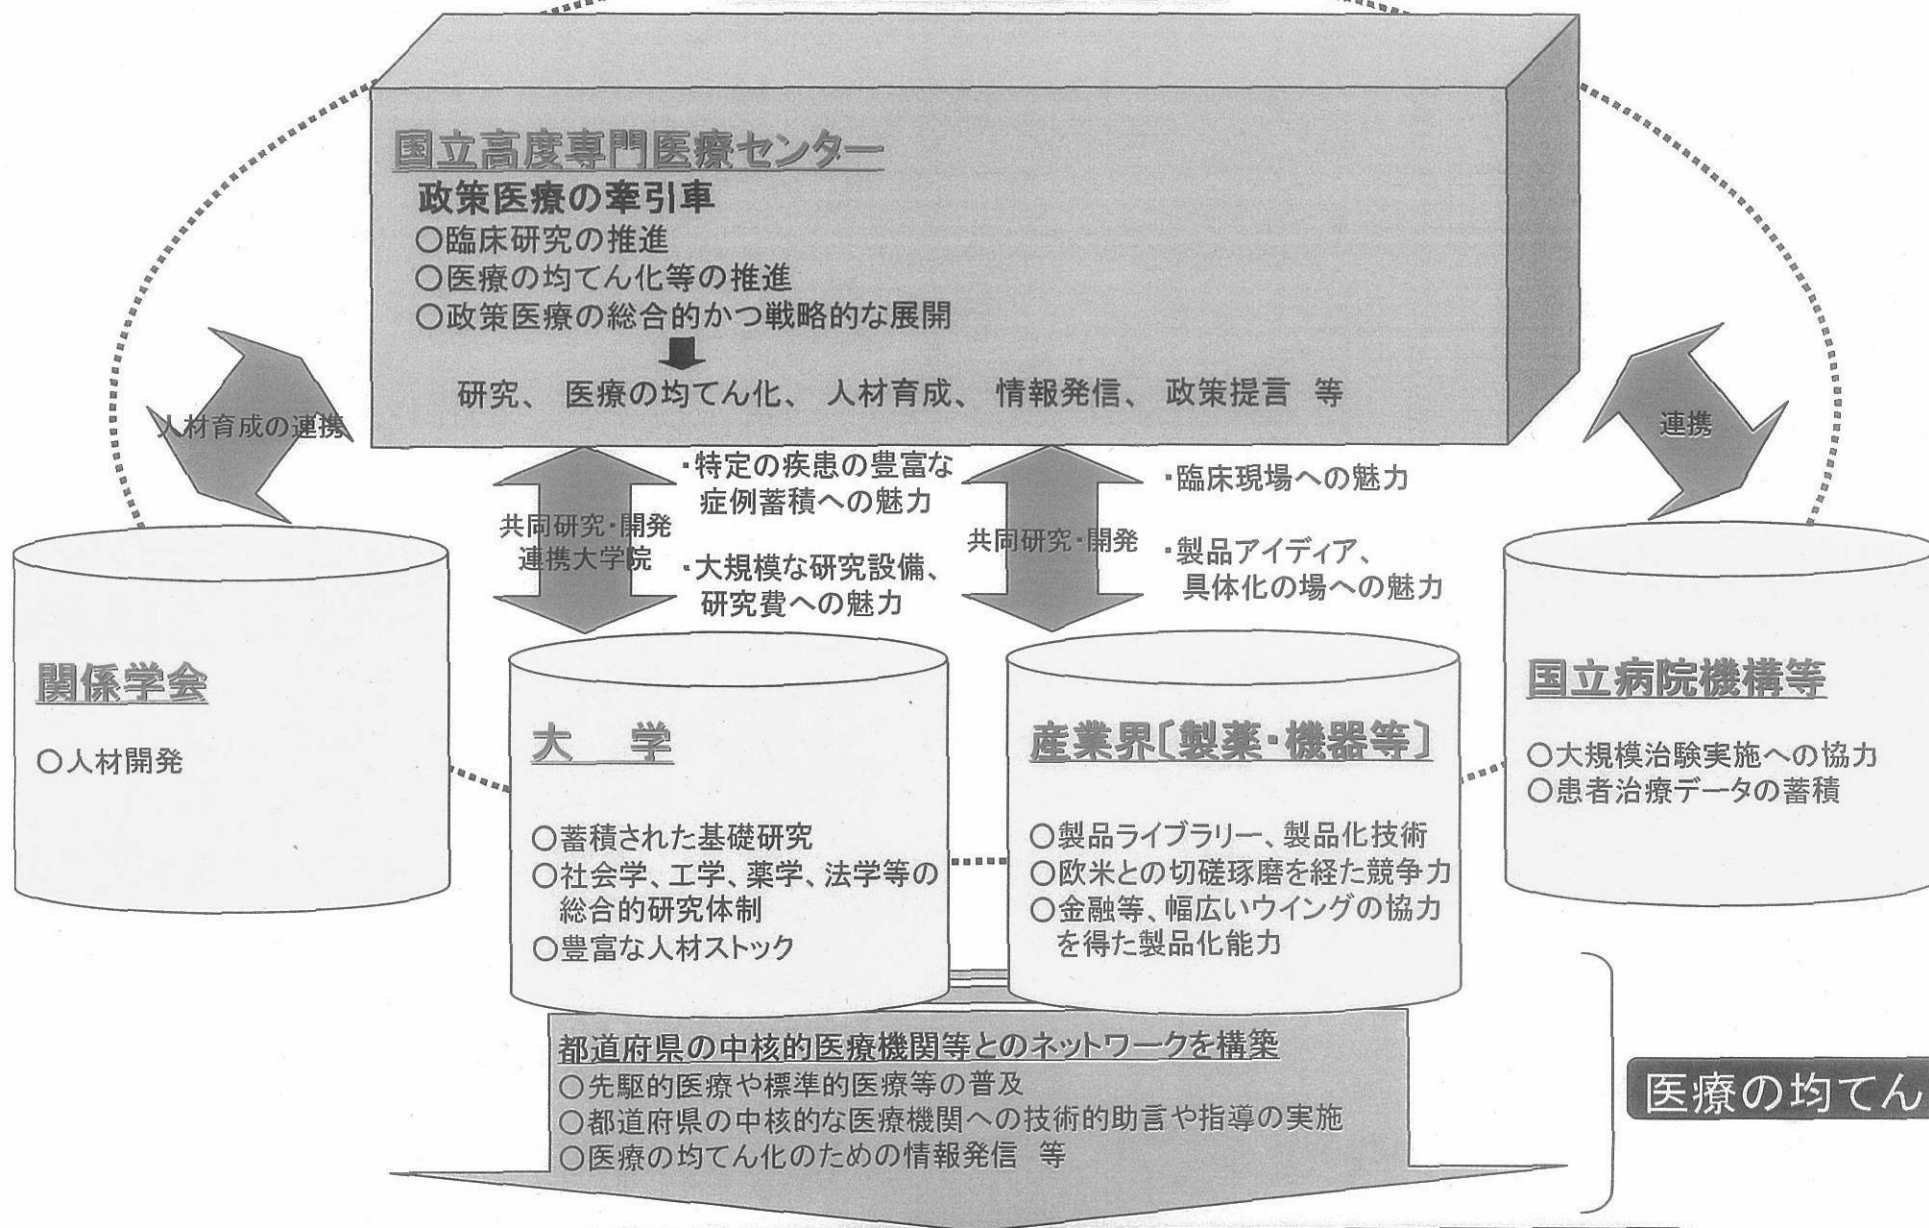 国立高度専門医療センター
政策医療の牽引車
○臨床研究の推進
○医療の均てん化等の推進
○政策医療の総合的かつ戦略的な展開
研究、 医療の均てん化、 人材育成、 情報発信、 政策提言 等
人材育成の連携
共同研究・開発
連携大学院
・特定の疾患の豊富な
症例蓄積への魅力
・大規模な研究設備、
研究費への魅力
共同研究・開発
・臨床現場への魅力
・製品アイディア、
具体化の場への魅力
連携
関係学会
○人材開発
大 学
○蓄積された基礎研究
○社会学、工学、薬学、法学等の
総合的研究体制
○豊富な人材ストック
産業界〔製薬・機器等〕
○製品ライブラリー、製品化技術
○欧米との切磋琢磨を経た競争力
○金融等、幅広いウイングの協力
を得た製品化能力
国立病院機構等
○大規模治験実施への協力
○患者治療データの蓄積
都道府県の中核的医療機関等とのネットワークを構築
○先駆的医療や標準的医療等の普及
○都道府県の中核的な医療機関への技術的助言や指導の実施
○医療の均てん化のための情報発信 等
医療の均てん